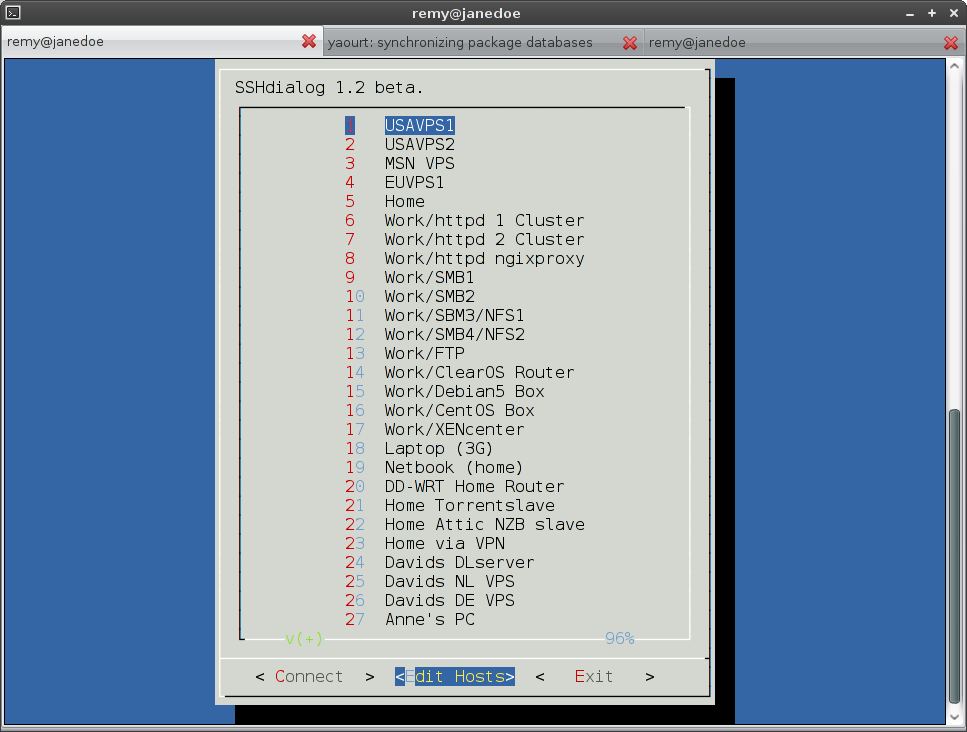 remy@janedoe
remy@janedoe yaourt: synchronizing package databases remy@janedoe
SSHdialog 1.2 beta.
1 USAVPS1
2 USAVPS2
3 MSN VPS
4 EUVPS1
5 Home
6 Work/httpd 1 Cluster
7 Work/httpd 2 Cluster
8 Work/httpd ngixproxy
9 Work/SMB1
10 Work/SMB2
11 Work/SBM3/NFS1
12 Work/SMB4/NFS2
13 Work/FTP
14 Work/ClearOS Router
15 Work/Debian5 Box
16 Work/CentOS Box
17 Work/XENcenter
18 Laptop (3G)
19 Netbook (home)
20 DD-WRT Home Router
21 Home Torrentslave
22 Home Attic NZB slave
23 Home via VPN
24 Davids DLserver
25 Davids NL VPS
26 Davids DE VPS
27 Anne's PC
v(+) 96%
< Connect > <Edit Hosts> < Exit >